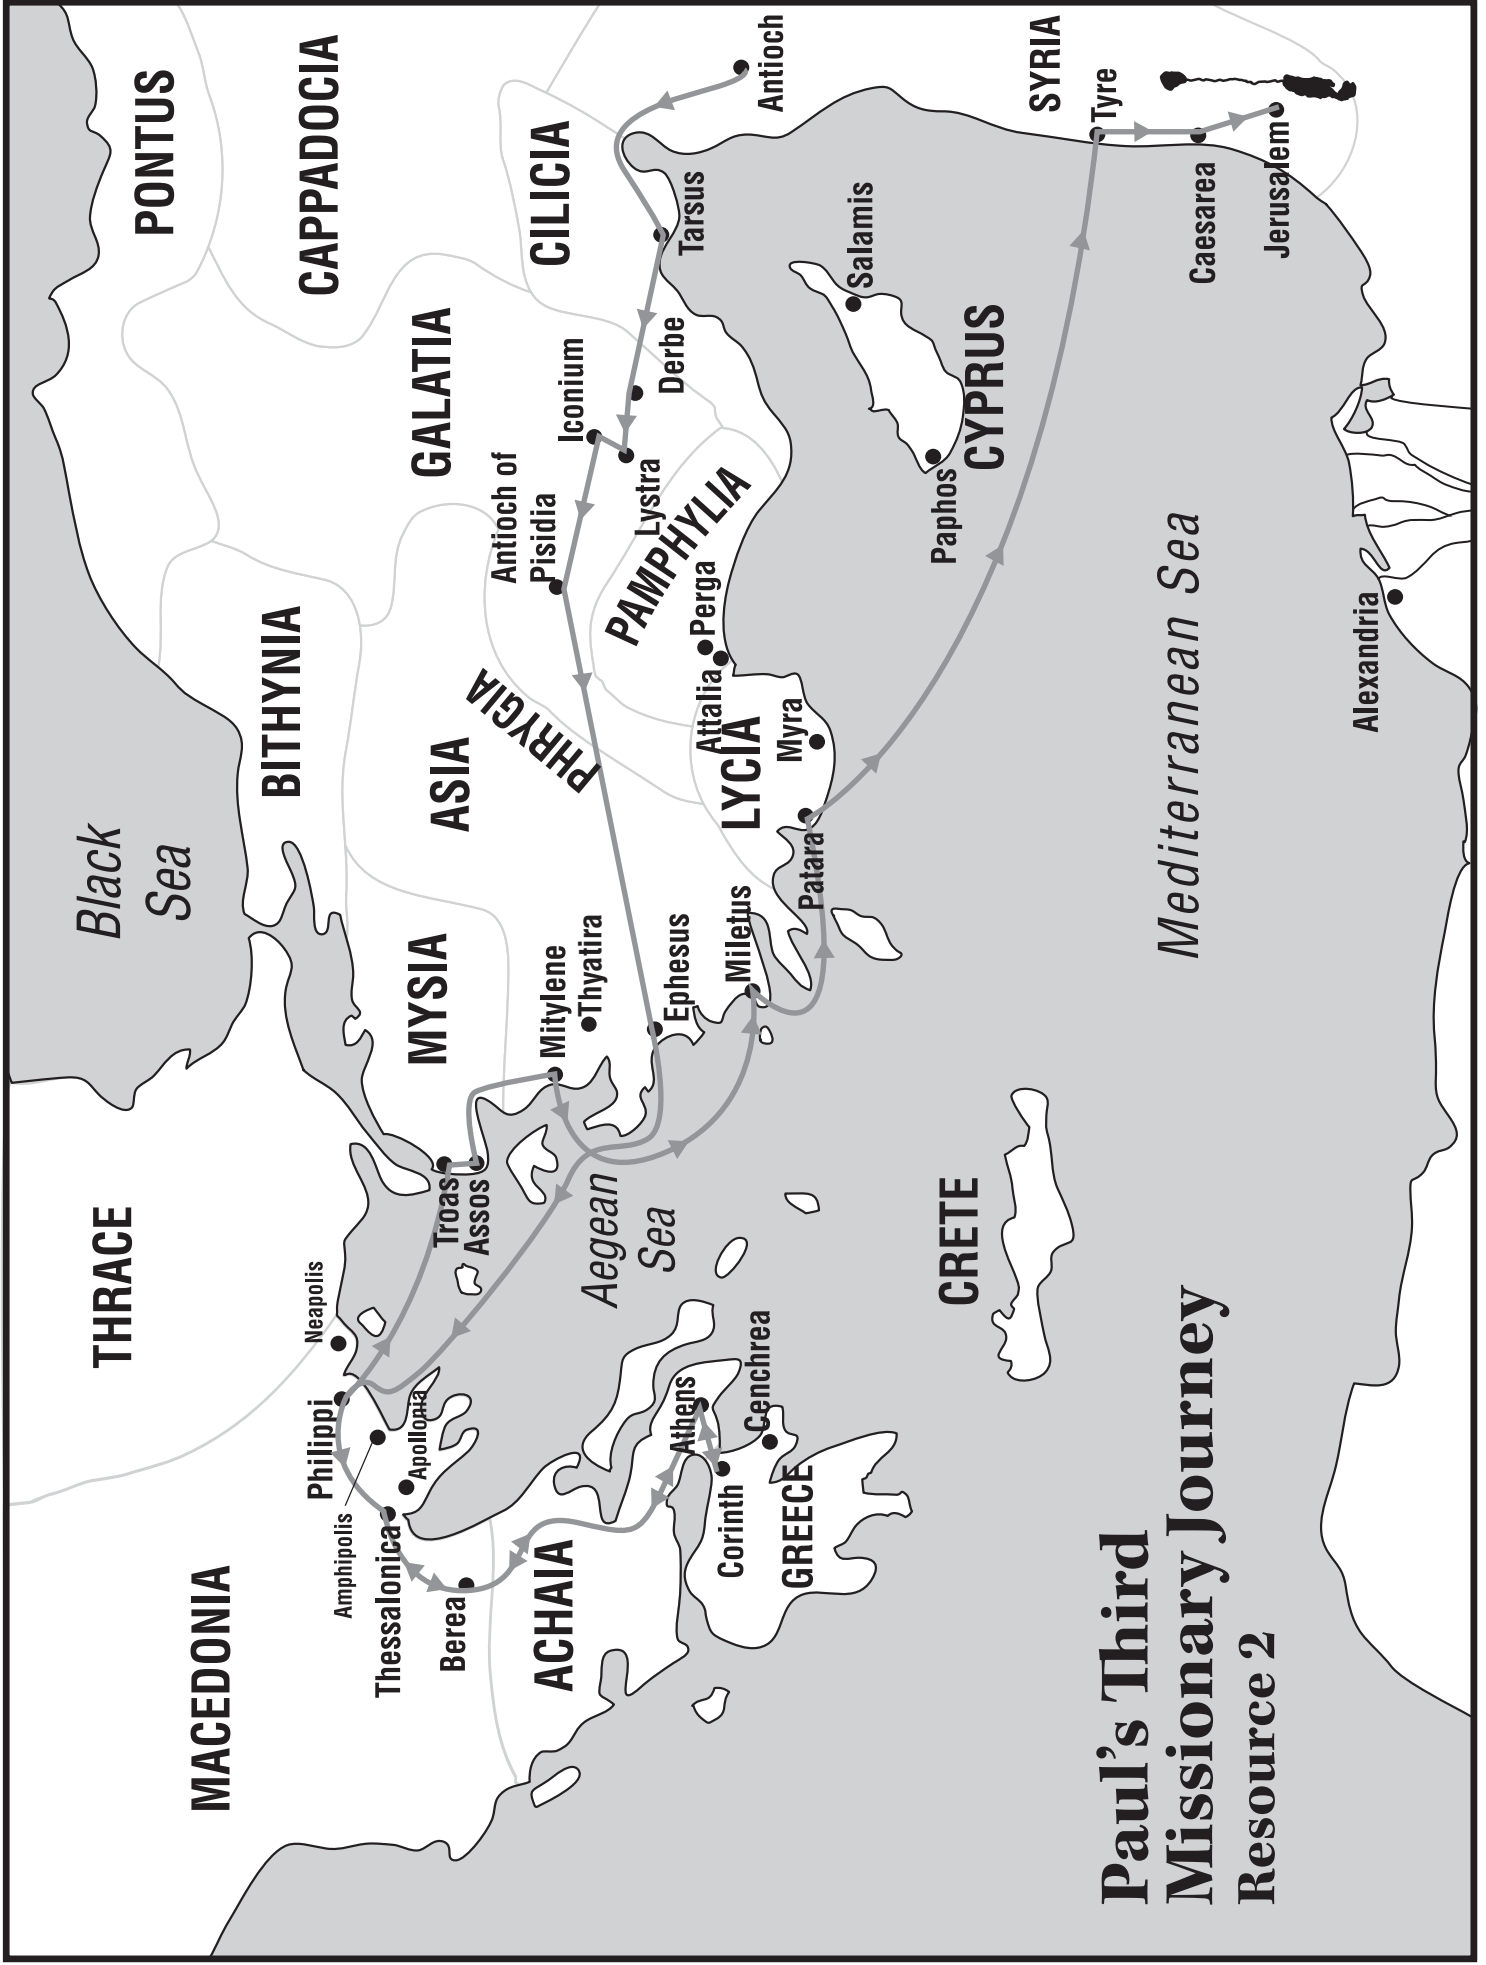 MACEDONIA
THRACE
Black
Sea
BITHYNIA
PONTUS
CAPPADOCIA
GALATIA
CILICIA
Neapolis
Philippi
Amphipolis
Apollonia
Thessalonica
Berea
ACHAIA
Troas
Assos
MYSIA
ASIA
PHRYGIA
Mitylene
Thyatira
Antioch of
Pisidia
Iconium
Lystra
Derbe
Tarsus
Antioch
Aegean
Sea
Ephesus
Miletus
PAMPHYLIA
Perga
Attalia
LYCIA
Myra
Patara
Athens
Cenchrea
Corinth
GREECE
Salamis
Paphos
CYPRUS
CRETE
SYRIA
Tyre
Caesarea
Jerusalem
Mediterranean Sea
Alexandria
Paul’s Third
Missionary Journey
Resource 2